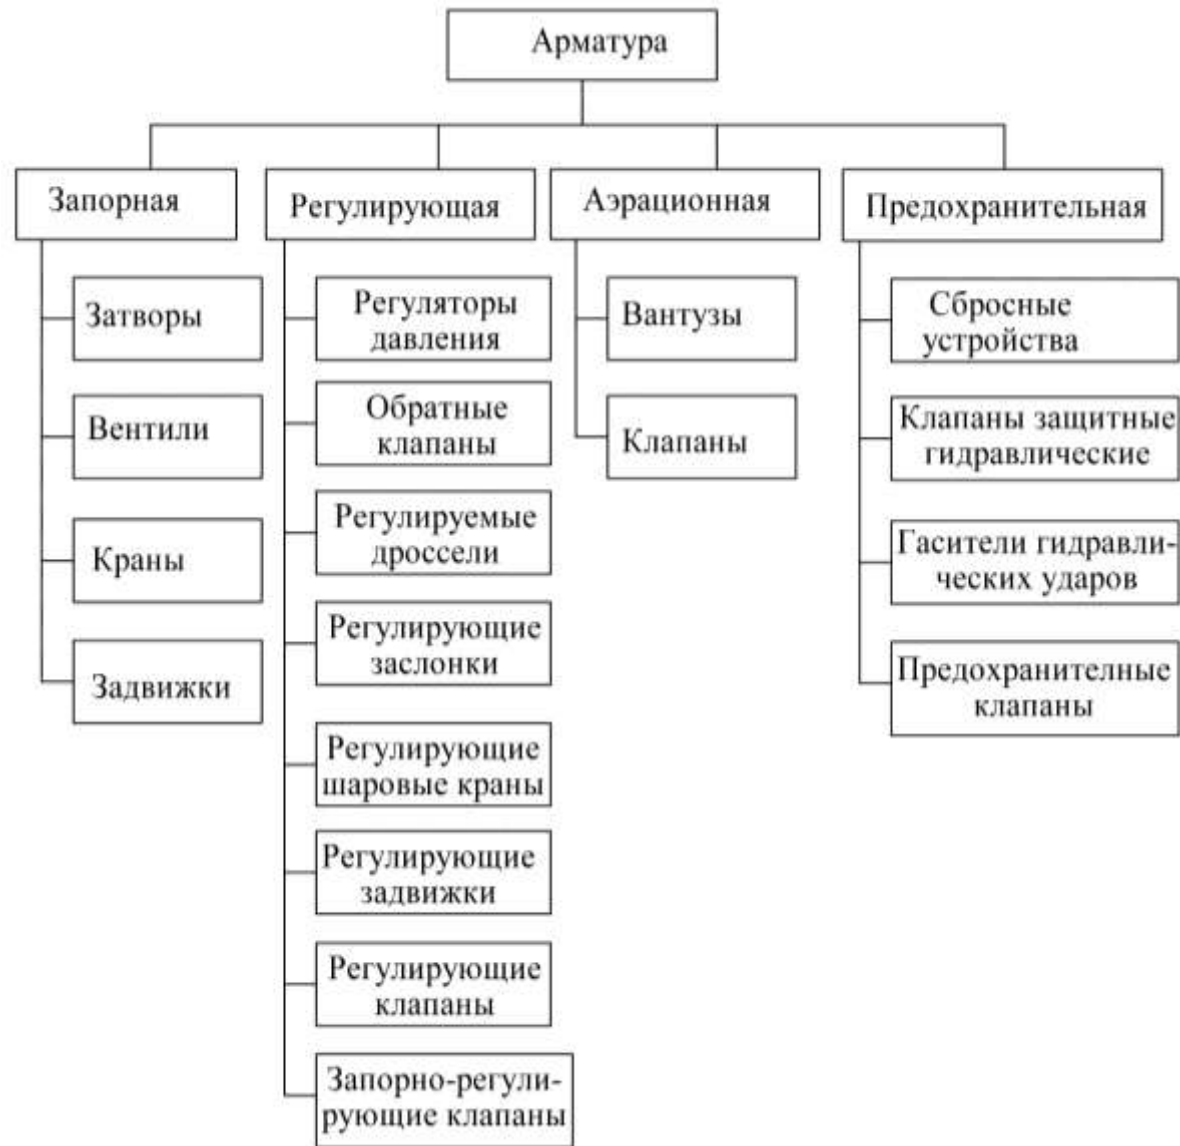 Арматура
Запорная
Регулирующая
Аэрационная
Предохранительная
Затворы
Вентили
Краны
Задвижки
Регуляторы
давления
Обратные
клапаны
Регулируемые
дроссели
Регулирующие
заслонки
Регулирующие
шаровые краны
Регулирующие
задвижки
Регулирующие
клапаны
Запорно-регули-
рующие клапаны
Вантузы
Клапаны
Сбросные
устройства
Клапаны защитные
гидравлические
Гасители гидравли-
ческих ударов
Предохранителные
клапаны